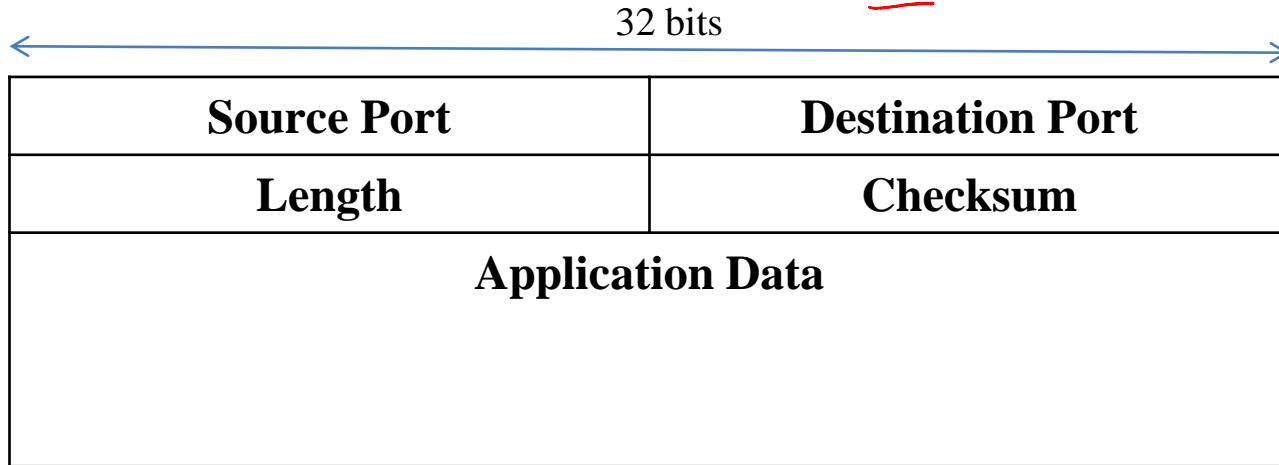 32 bits
Source Port Destination Port
Length Checksum
Application Data